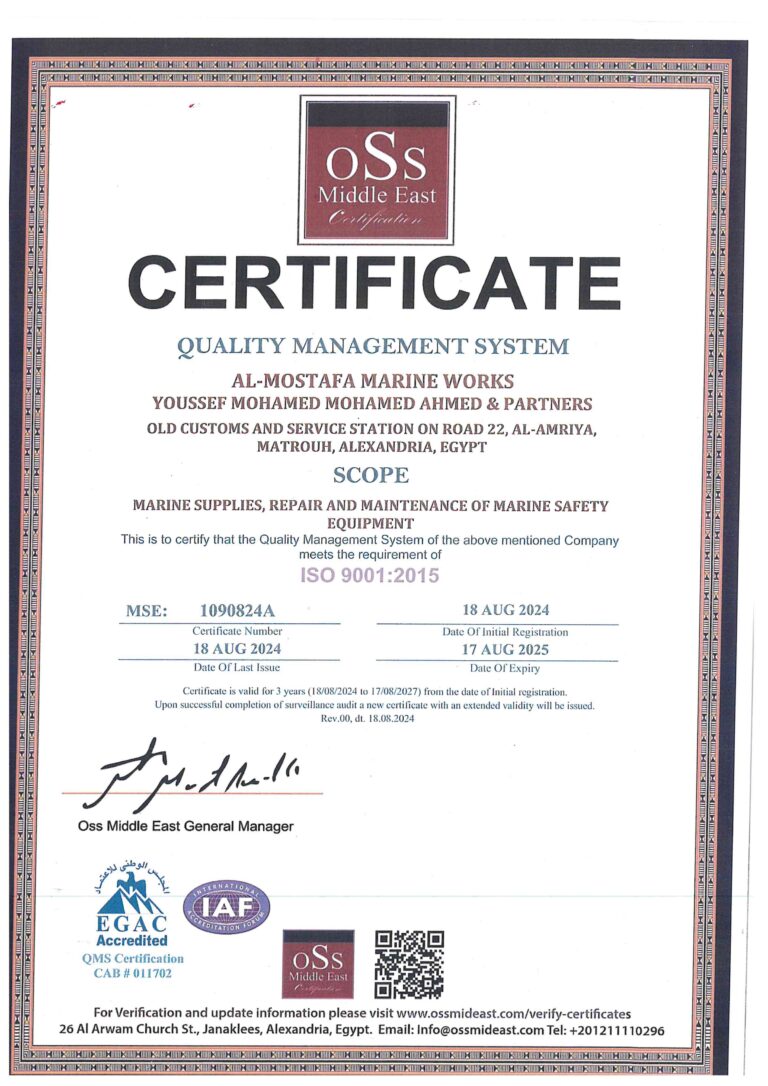 OSS
Middle East
Certification
CERTIFICATE
QUALITY MANAGEMENT SYSTEM
AL-MOSTAFA MARINE WORKS
YOUSSEF MOHAMED MOHAMED AHMED & PARTNERS
OLD CUSTOMS AND SERVICE STATION ON ROAD 22, AL-AMRIYA,
MATROUH, ALEXANDRIA, EGYPT
SCOPE
MARINE SUPPLIES, REPAIR AND MAINTENANCE OF MARINE SAFETY
EQUIPMENT
This is to certify that the Quality Management System of the above mentioned Company
meets the requirement of
ISO 9001:2015
MSE: 1090824A 18 AUG 2024
Certificate Number Date Of Initial Registration
18 AUG 2024 17 AUG 2025
Date Of Last Issue Date Of Expiry
Certificate is valid for 3 years (18/08/2024 to 17/08/2027) from the date of Initial registration.
Upon successful completion of surveillance audit a new certificate with an extended validity will be issued.
Rev.00, dt. 18.08.2024
Oss Middle East General Manager
المجلس الوطني للاعتماد
EGAC
Accredited
QMS Certification
CAB # 011702
INTERNATIONAL
IAF
ACCREDITATION FORUM
OSS
Middle East
Certification
For Verification and update information please visit www.ossmideast.com/verify-certificates
26 Al Arwam Church St., Janaklees, Alexandria, Egypt. Email: Info@ossmideast.com Tel: +201211110296